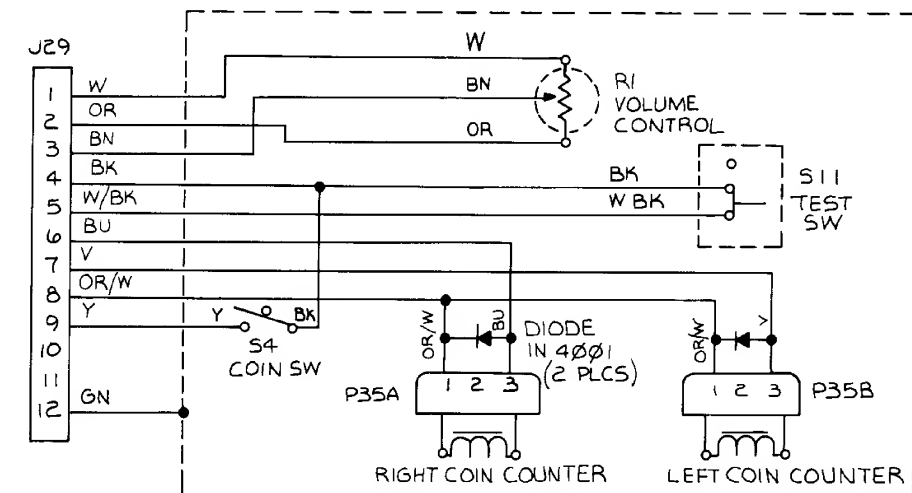 J29
1 W
2 OR
3 BN
4 BK
5 W/BK
6 BU
7 V
8 OR/W
9 Y
10
11
12 GN
W
BN
OR
R1
VOLUME
CONTROL
BK
W BK
S11
TEST
SW
Y
BK
S4
COIN SW
OR/W
BU
DIODE
IN 4001
(2 PLCS)
OR/W
V
P35A
1 2 3
1 2 3
P35B
RIGHT COIN COUNTER
LEFT COIN COUNTER